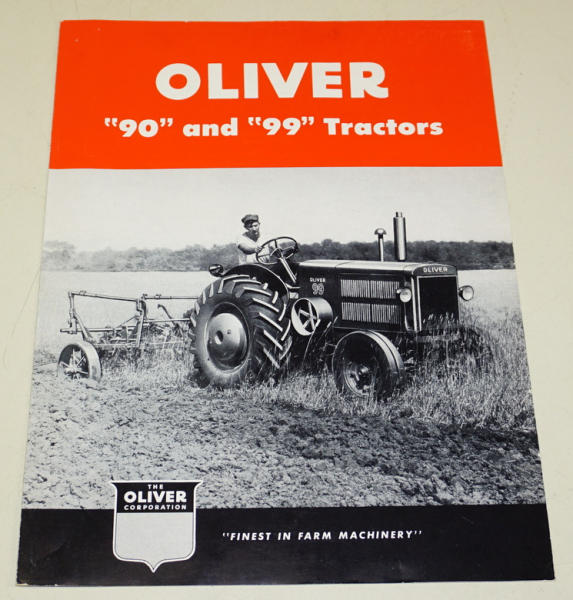 OLIVER
"90" and "99" Tractors
OLIVER
OLIVER
99
THE
OLIVER
CORPORATION
"FINEST IN FARM MACHINERY"